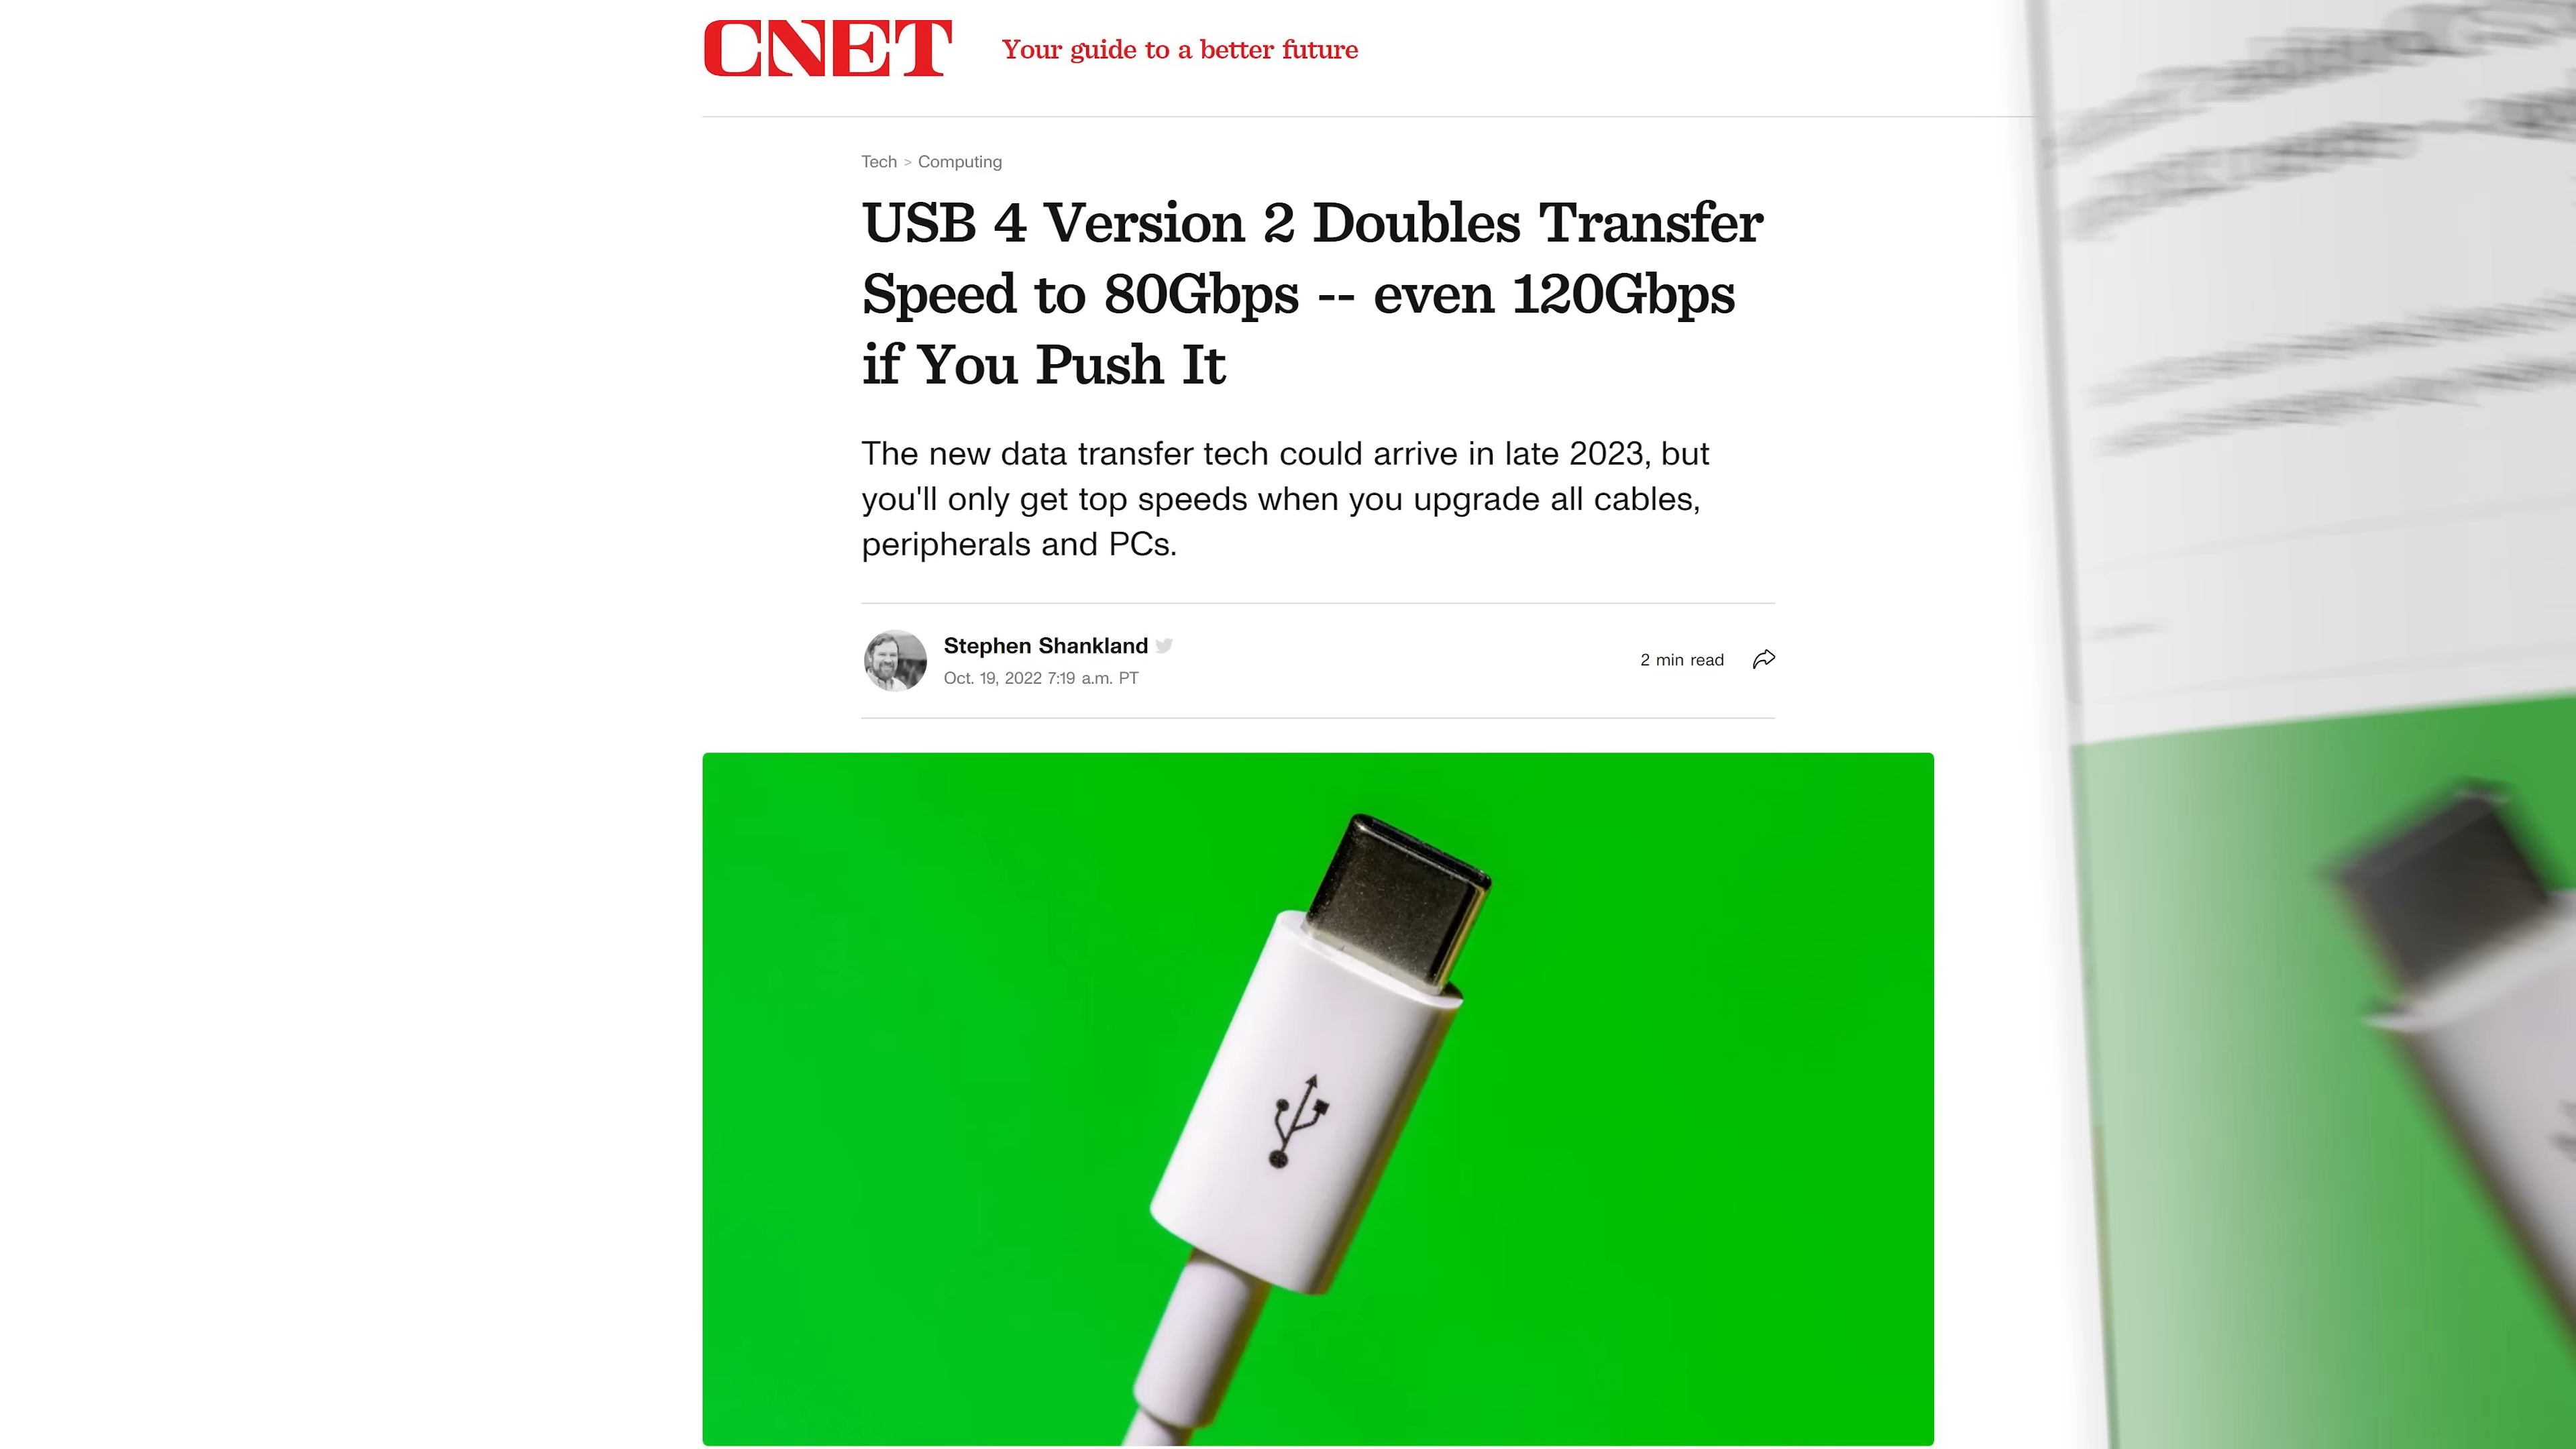 CNET
Your guide to a better future
Tech > Computing
USB 4 Version 2 Doubles Transfer
Speed to 80Gbps -- even 120Gbps
if You Push It
The new data transfer tech could arrive in late 2023, but
you'll only get top speeds when you upgrade all cables,
peripherals and PCs.
Stephen Shankland
Oct. 19, 2022 7:19 a.m. PT
2 min read